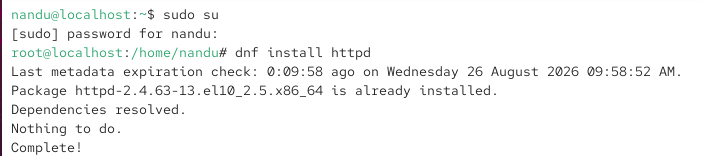 nandu@localhost:~$ sudo su
[sudo] password for nandu:
root@localhost:/home/nandu# dnf install httpd
Last metadata expiration check: 0:09:58 ago on Wednesday 26 August 2026 09:58:52 AM.
Package httpd-2.4.63-13.el10_2.5.x86_64 is already installed.
Dependencies resolved.
Nothing to do.
Complete!